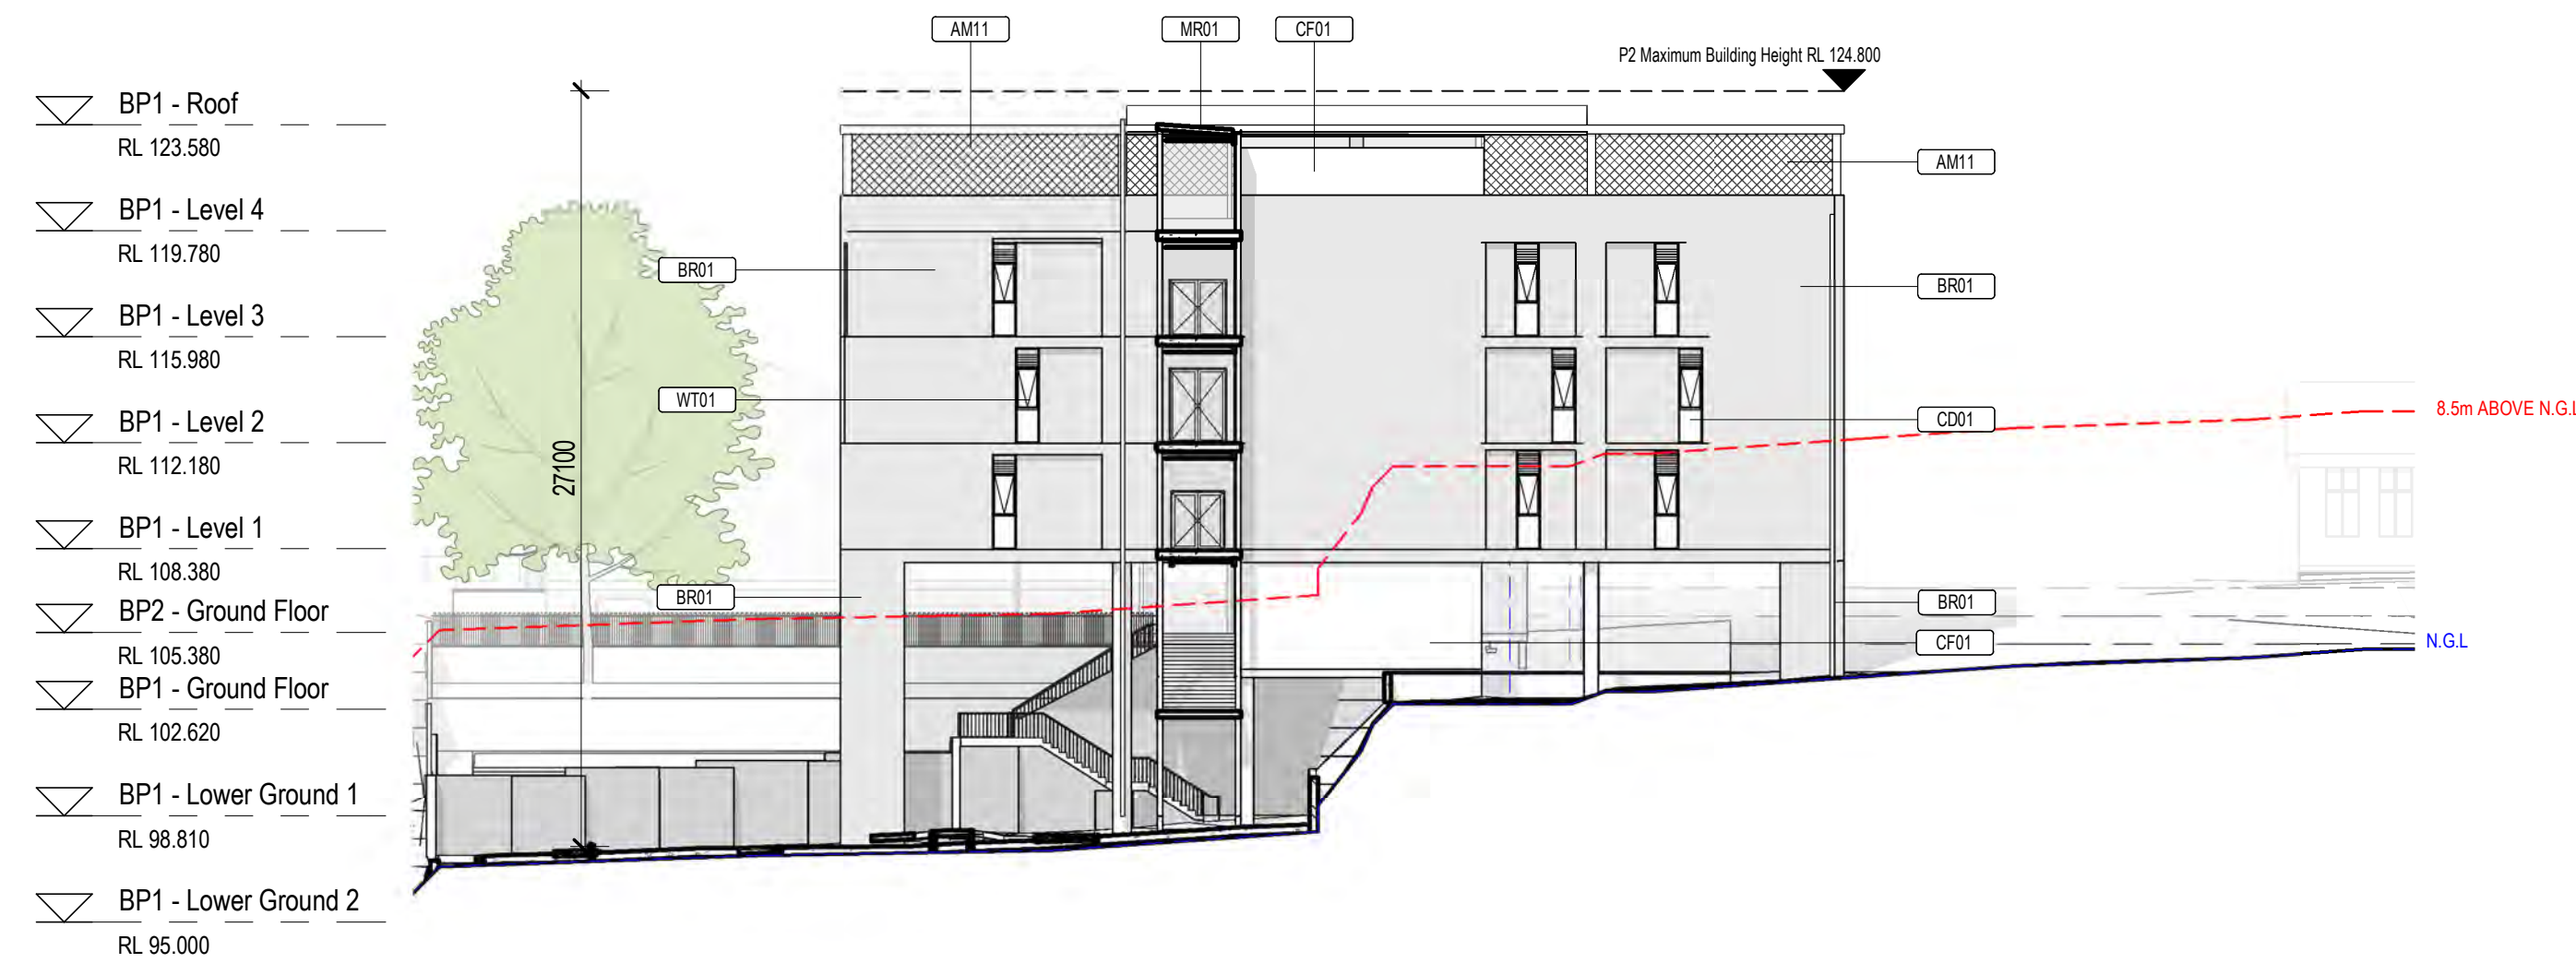 AM11
MR01
CF01
P2 Maximum Building Height RL 124.800
BP1 - Roof
RL 123.580
AM11
BP1 - Level 4
RL 119.780
BR01
BR01
BP1 - Level 3
RL 115.980
WT01
CD01
8.5m ABOVE N.G.L
BP1 - Level 2
RL 112.180
27100
BP1 - Level 1
RL 108.380
BR01
BR01
BP2 - Ground Floor
RL 105.380
CF01
N.G.L
BP1 - Ground Floor
RL 102.620
BP1 - Lower Ground 1
RL 98.810
BP1 - Lower Ground 2
RL 95.000